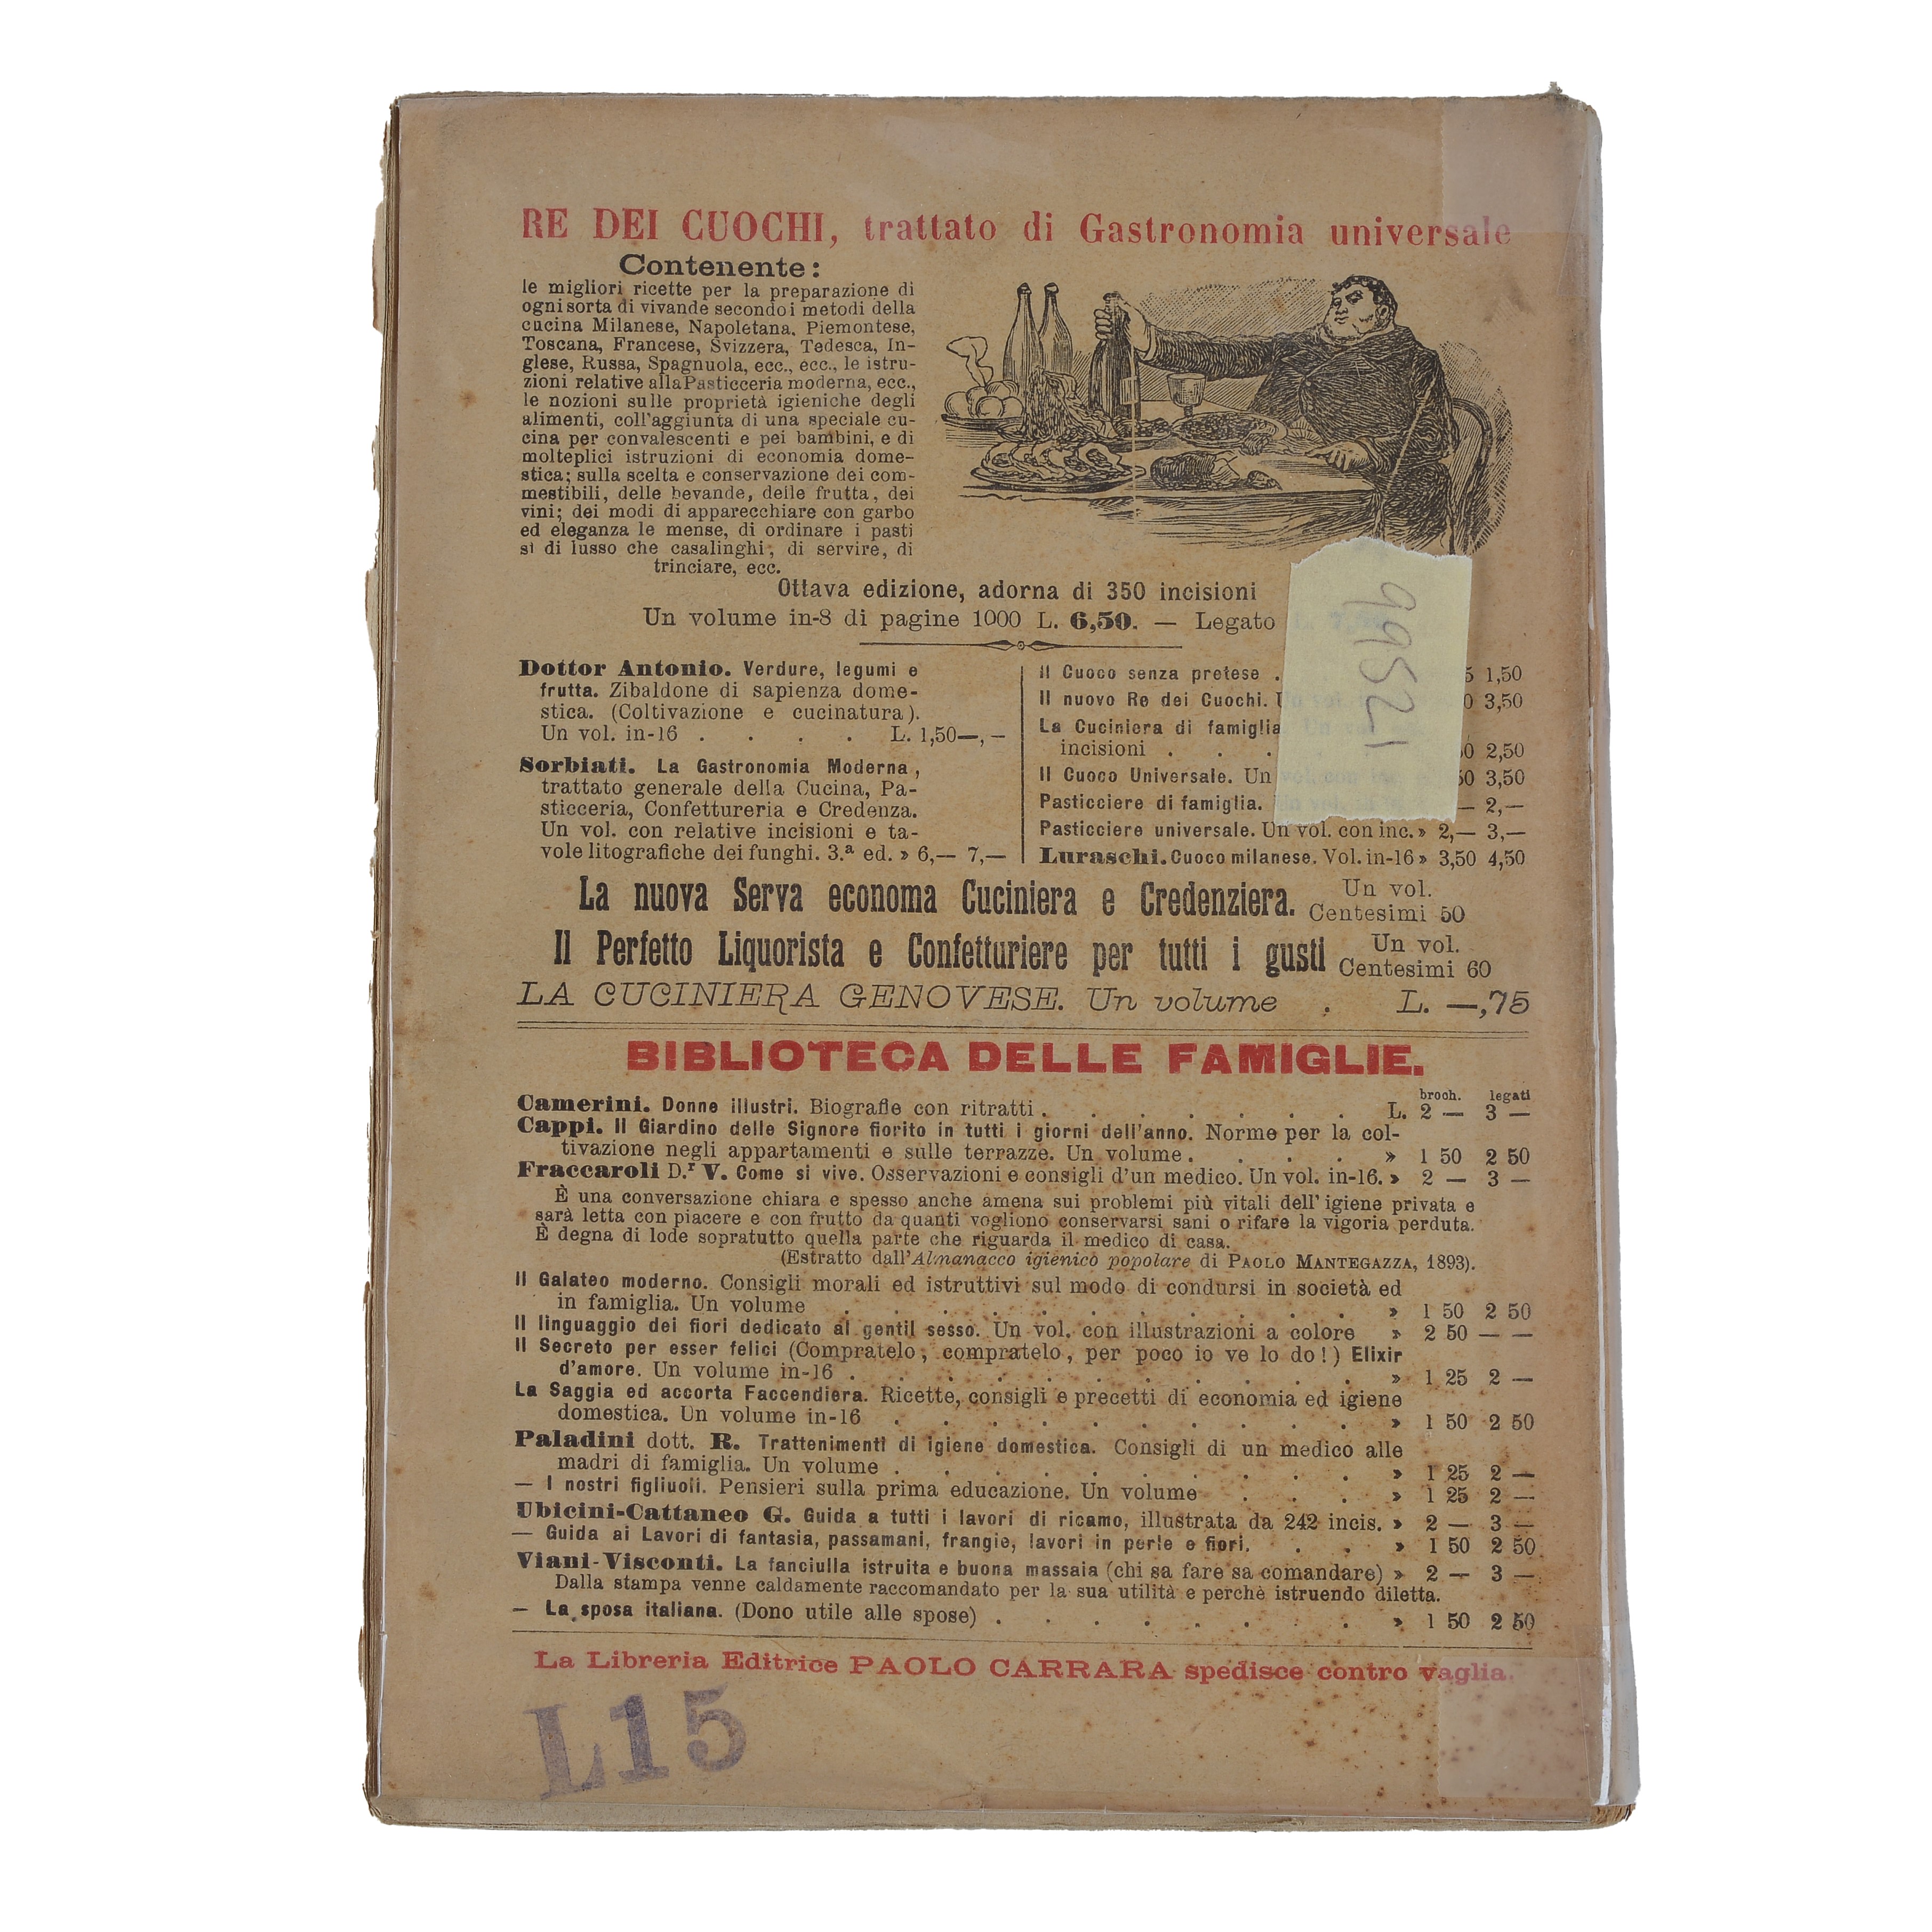 RE DEI CUOCHI, trattato di Gastronomia universale
Contenente:
le migliori ricette per la preparazione di
ogni sorta di vivande secondo i metodi della
cucina Milanese, Napoletana, Piemontese,
Toscana, Francese, Svizzera, Tedesca, In-
glese, Russa, Spagnuola, ecc., ecc., le istru-
zioni relative alla Pasticceria moderna, ecc.,
le nozioni sulle proprietà igieniche degli
alimenti, coll'aggiunta di una speciale cu-
cina per convalescenti e pei bambini, e di
molteplici istruzioni di economia dome-
stica; sulla scelta e conservazione dei com-
mestibili, delle bevande, delle frutta, dei
vini; dei modi di apparecchiare con garbo
ed eleganza le mense, di ordinare i pasti
sì di lusso che casalinghi, di servire, di
trinciare, ecc.
Ottava edizione, adorna di 350 incisioni
Un volume in-8 di pagine 1000 L. 6,50. — Legato
Dottor Antonio. Verdure, legumi e
frutta. Zibaldone di sapienza dome-
stica. (Coltivazione e cucinatura).
Un vol. in-16 . . . . L. 1,50 —,—
Sorbiati. La Gastronomia Moderna,
trattato generale della Cucina, Pa-
sticceria, Confettureria e Credenza.
Un vol. con relative incisioni e ta-
vole litografiche dei funghi. 3.ª ed. » 6,— 7,—
Il Cuoco senza pretese . 5 1,50
Il nuovo Re dei Cuochi. 0 3,50
La Cuciniera di famiglia
incisioni . . . 50 2,50
Il Cuoco Universale. Un vol. con inc. 50 3,50
Pasticciere di famiglia. — 2,—
Pasticciere universale. Un vol. con inc. » 2,— 3,—
Luraschi. Cuoco milanese. Vol. in-16 » 3,50 4,50
99521
La nuova Serva economa Cuciniera e Credenziera. Un vol. Centesimi 50
Il Perfetto Liquorista e Confetturiere per tutti i gusti Un vol. Centesimi 60
LA CUCINIERA GENOVESE. Un volume . L. —,75
BIBLIOTECA DELLE FAMIGLIE.
broch. legati
Camerini. Donne illustri. Biografie con ritratti . . . . . . . L. 2 — 3 —
Cappi. Il Giardino delle Signore fiorito in tutti i giorni dell'anno. Norme per la col-
tivazione negli appartamenti e sulle terrazze. Un volume . . . . » 1 50 2 50
Fraccaroli D.r V. Come si vive. Osservazioni e consigli d'un medico. Un vol. in-16. » 2 — 3 —
È una conversazione chiara e spesso anche amena sui problemi più vitali dell'igiene privata e
sarà letta con piacere e con frutto da quanti vogliono conservarsi sani o rifare la vigoria perduta.
È degna di lode sopratutto quella parte che riguarda il medico di casa.
(Estratto dall'Almanacco igienico popolare di PAOLO MANTEGAZZA, 1893).
Il Galateo moderno. Consigli morali ed istruttivi sul modo di condursi in società ed
in famiglia. Un volume . . . . . . . . . . . » 1 50 2 50
Il linguaggio dei fiori dedicato al gentil sesso. Un vol. con illustrazioni a colore » 2 50 — —
Il Secreto per esser felici (Compratelo, compratelo, per poco io ve lo do!) Elixir
d'amore. Un volume in-16 . . . . . . . . . . . » 1 25 2 —
La Saggia ed accorta Faccendiera. Ricette, consigli e precetti di economia ed igiene
domestica. Un volume in-16 . . . . . . . . . . » 1 50 2 50
Paladini dott. R. Trattenimenti di igiene domestica. Consigli di un medico alle
madri di famiglia. Un volume . . . . . . . . . . » 1 25 2 —
— I nostri figliuoli. Pensieri sulla prima educazione. Un volume . . . » 1 25 2 —
Ubicini-Cattaneo G. Guida a tutti i lavori di ricamo, illustrata da 242 incis. » 2 — 3 —
— Guida ai Lavori di fantasia, passamani, frangie, lavori in perle e fiori. . . » 1 50 2 50
Viani-Visconti. La fanciulla istruita e buona massaia (chi sa fare sa comandare) » 2 — 3 —
Dalla stampa venne caldamente raccomandato per la sua utilità e perchè istruendo diletta.
— La sposa italiana. (Dono utile alle spose) . . . . . . . . » 1 50 2 50
La Libreria Editrice PAOLO CARRARA spedisce contro vaglia.
L15